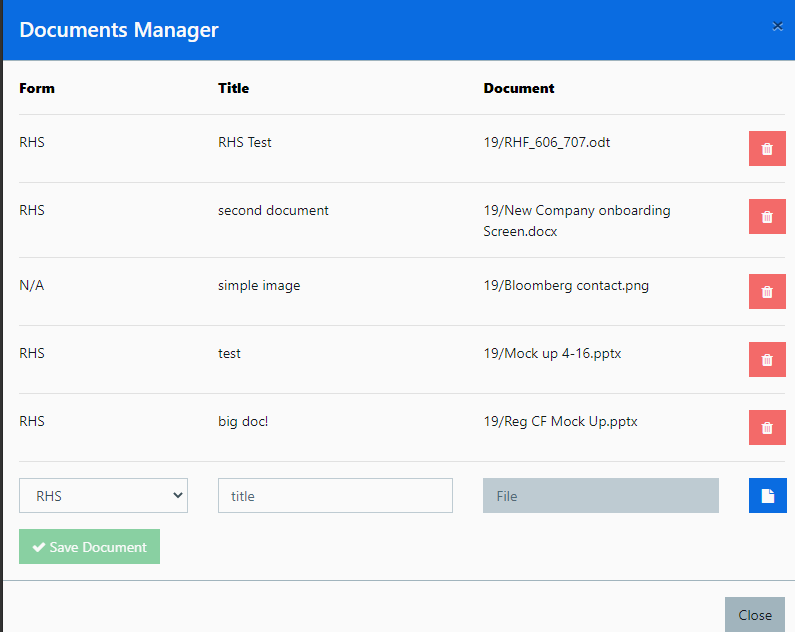 Documents Manager
×
Form Title Document
RHS RHS Test 19/RHF_606_707.odt
RHS second document 19/New Company onboarding
Screen.docx
N/A simple image 19/Bloomberg contact.png
RHS test 19/Mock up 4-16.pptx
RHS big doc! 19/Reg CF Mock Up.pptx
RHS title File
Save Document
Close